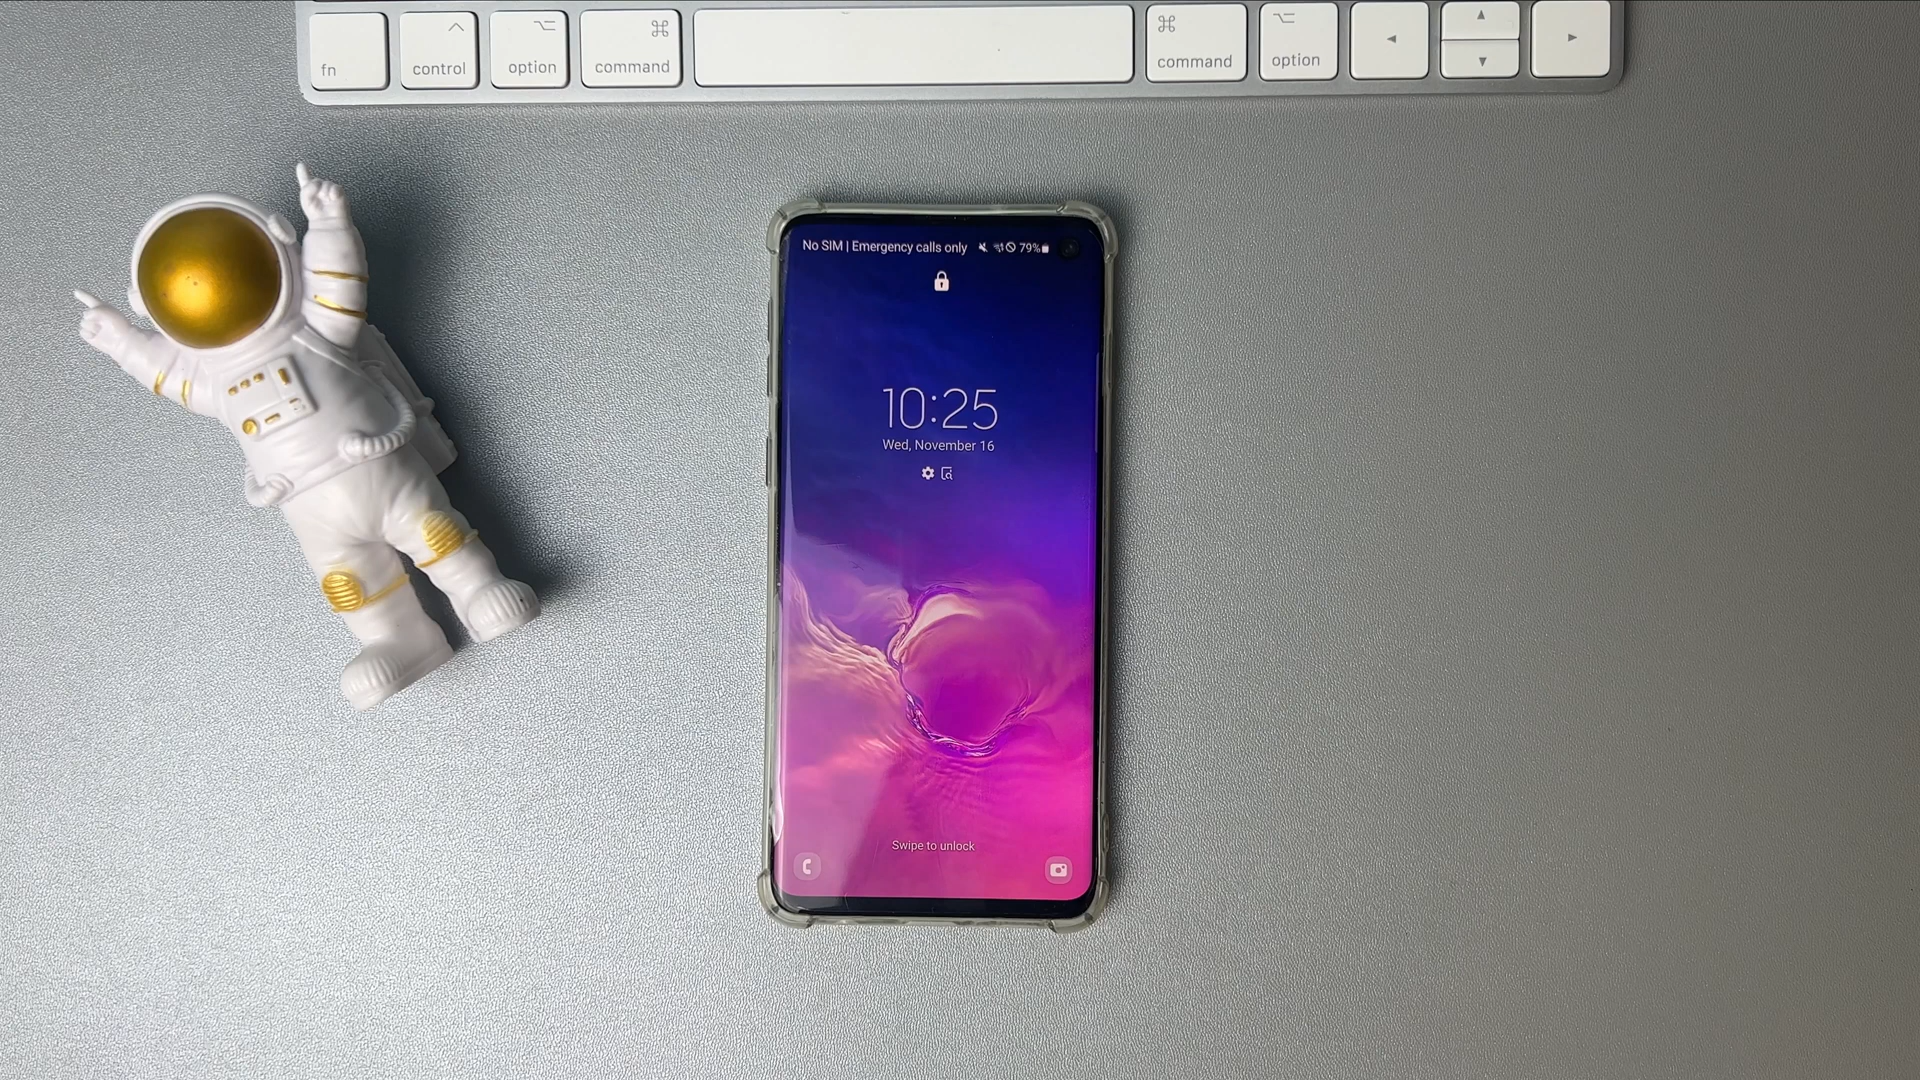 fn control option command command option
No SIM | Emergency calls only 79%
10:25
Wed, November 16
Swipe to unlock